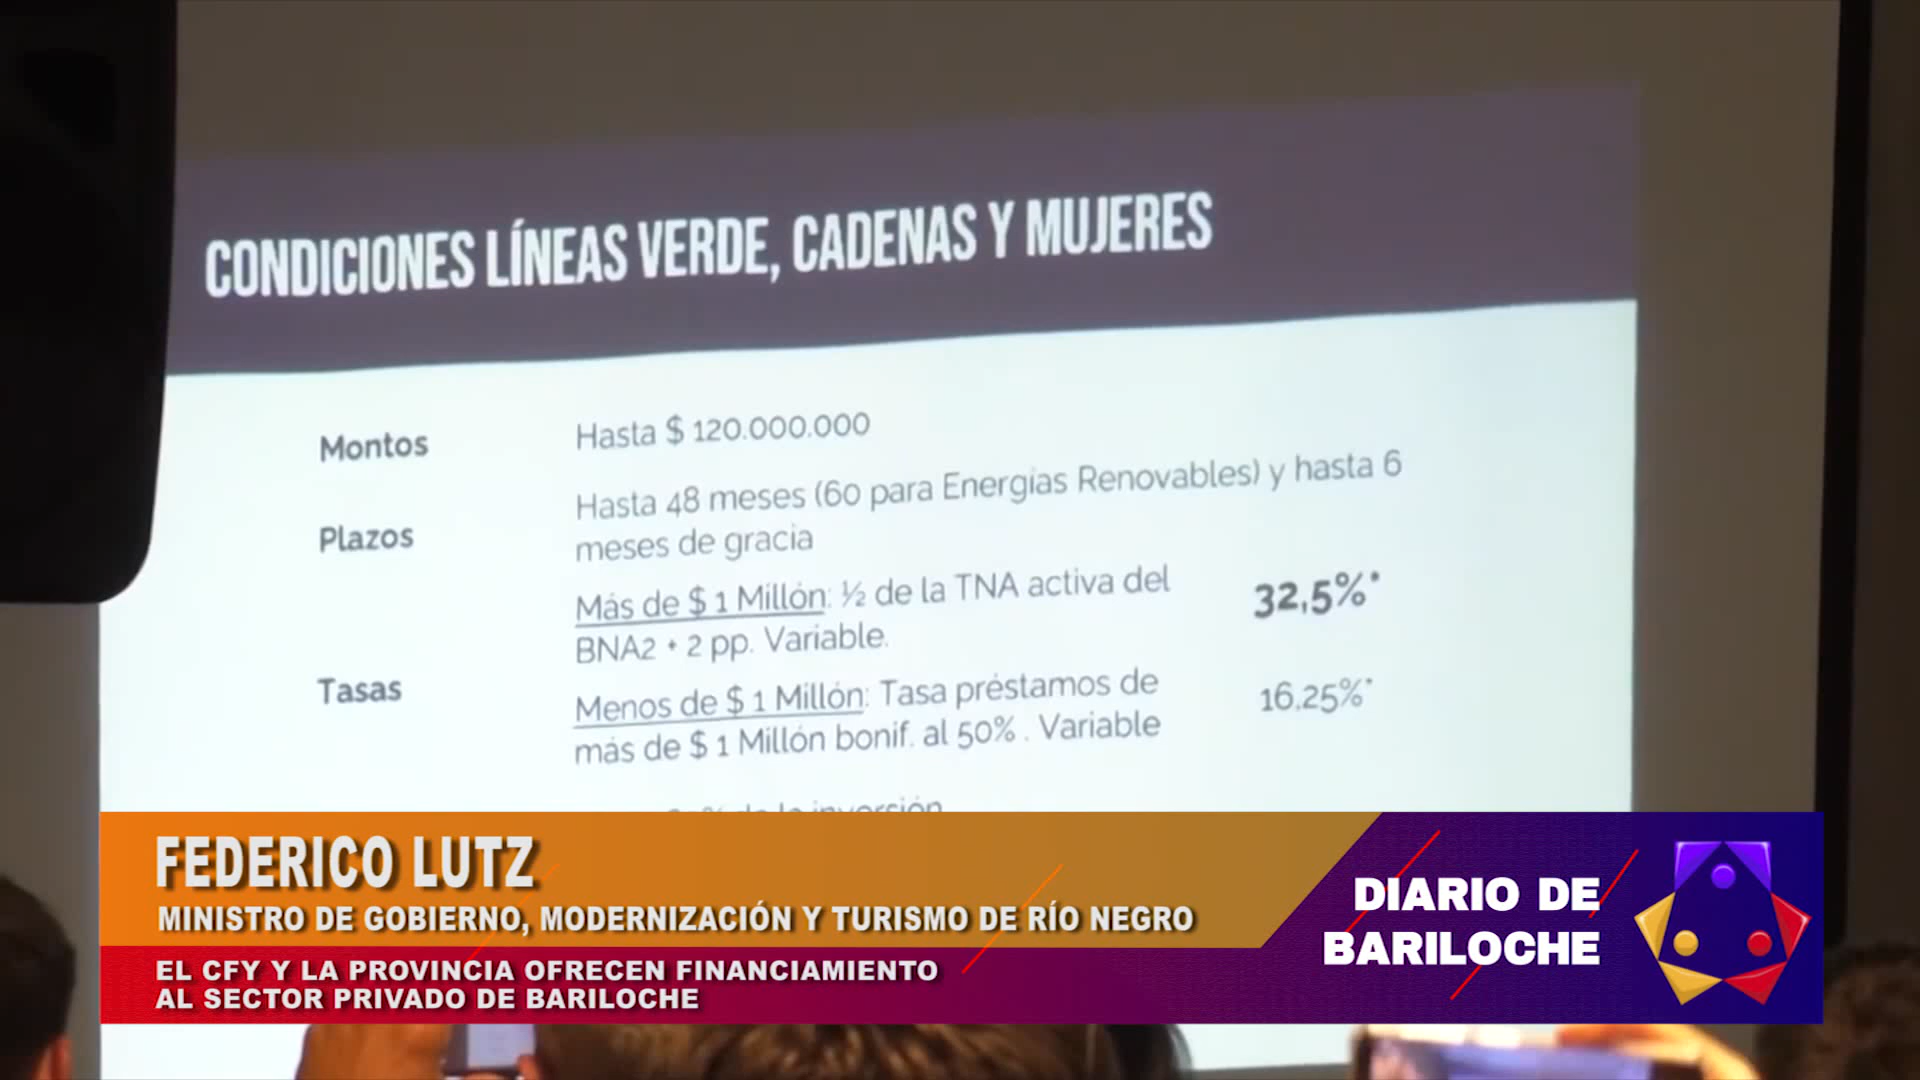 CONDICIONES LÍNEAS VERDE, CADENAS Y MUJERES
Montos
Hasta $ 120.000.000
Plazos
Hasta 48 meses (60 para Energías Renovables) y hasta 6
meses de gracia
Tasas
Más de $ 1 Millón: ½ de la TNA activa del
BNA2 + 2 pp. Variable.
32,5%*
Menos de $ 1 Millón: Tasa préstamos de
más de $ 1 Millón bonif. al 50% . Variable
16,25%*
% de la inversión
FEDERICO LUTZ
MINISTRO DE GOBIERNO, MODERNIZACIÓN Y TURISMO DE RÍO NEGRO
EL CFY Y LA PROVINCIA OFRECEN FINANCIAMIENTO
AL SECTOR PRIVADO DE BARILOCHE
DIARIO DE
BARILOCHE